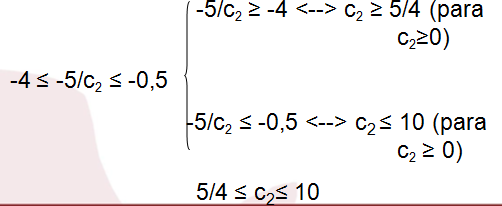 -5/c₂ ≥ -4 <--> c₂ ≥ 5/4 (para
c₂≥0)
-4 ≤ -5/c₂ ≤ -0,5
-5/c₂ ≤ -0,5 <--> c₂ ≤ 10 (para
c₂ ≥ 0)
5/4 ≤ c₂≤ 10